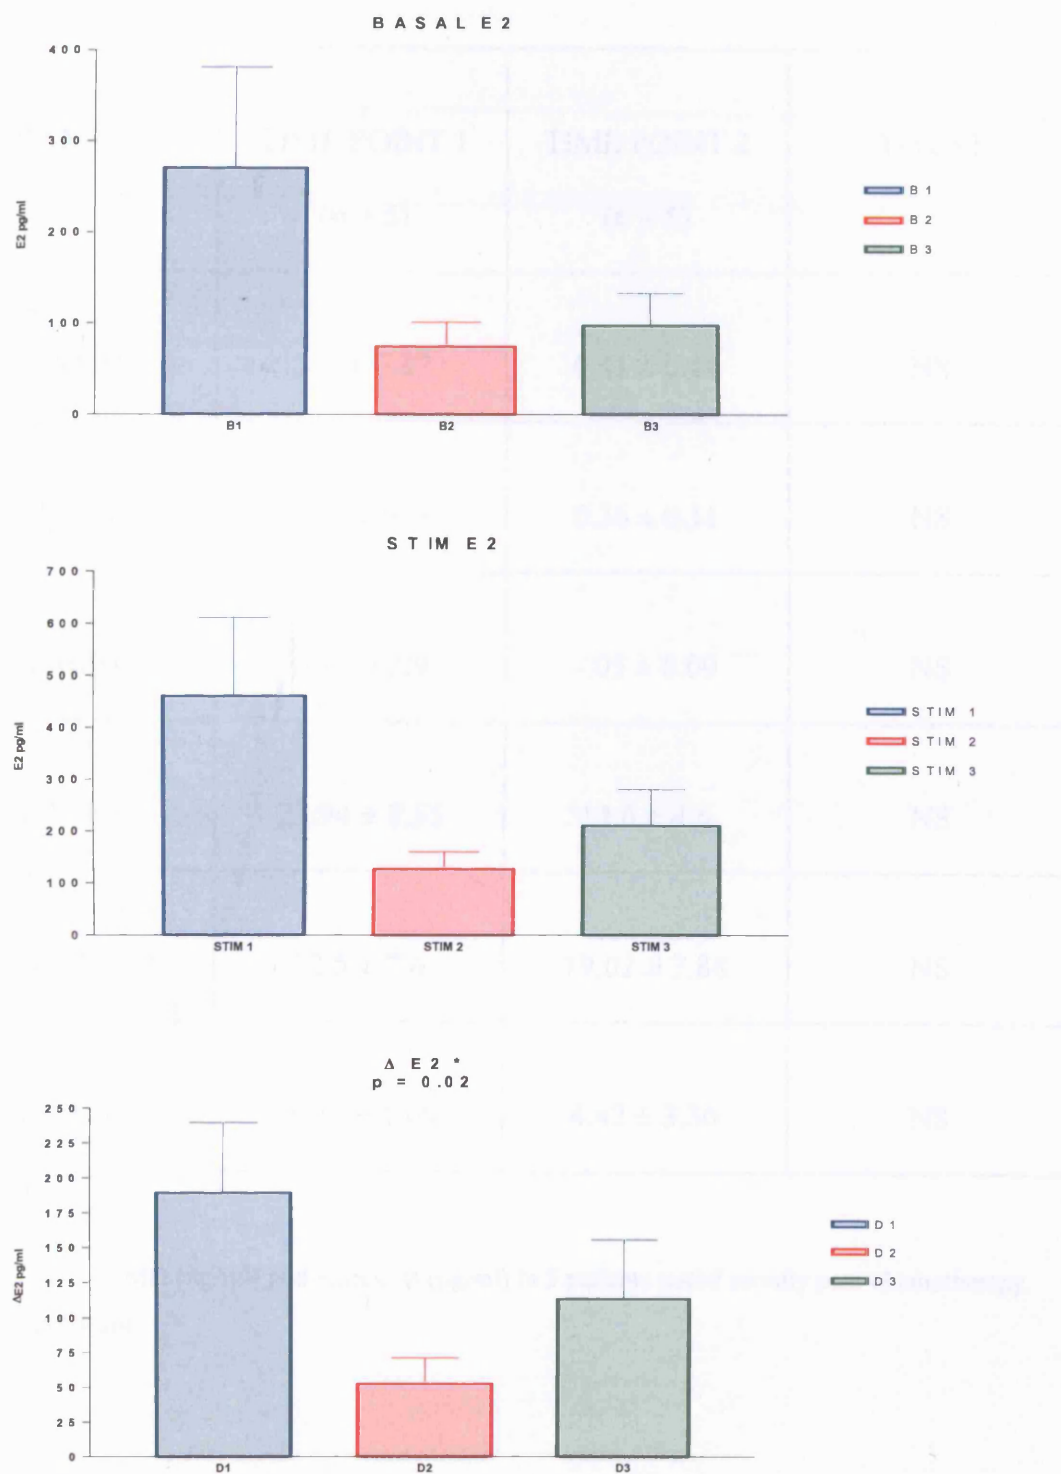 BASAL E2
400
300
200
100
0
E2 pg/ml
B1
B2
B3
B 1
B 2
B 3
STIM E2
700
600
500
400
300
200
100
0
E2 pg/ml
STIM 1
STIM 2
STIM 3
STIM 1
STIM 2
STIM 3
Δ E2 *
p = 0.02
250
225
200
175
150
125
100
75
50
25
0
ΔE2 pg/ml
D1
D2
D3
D 1
D 2
D 3